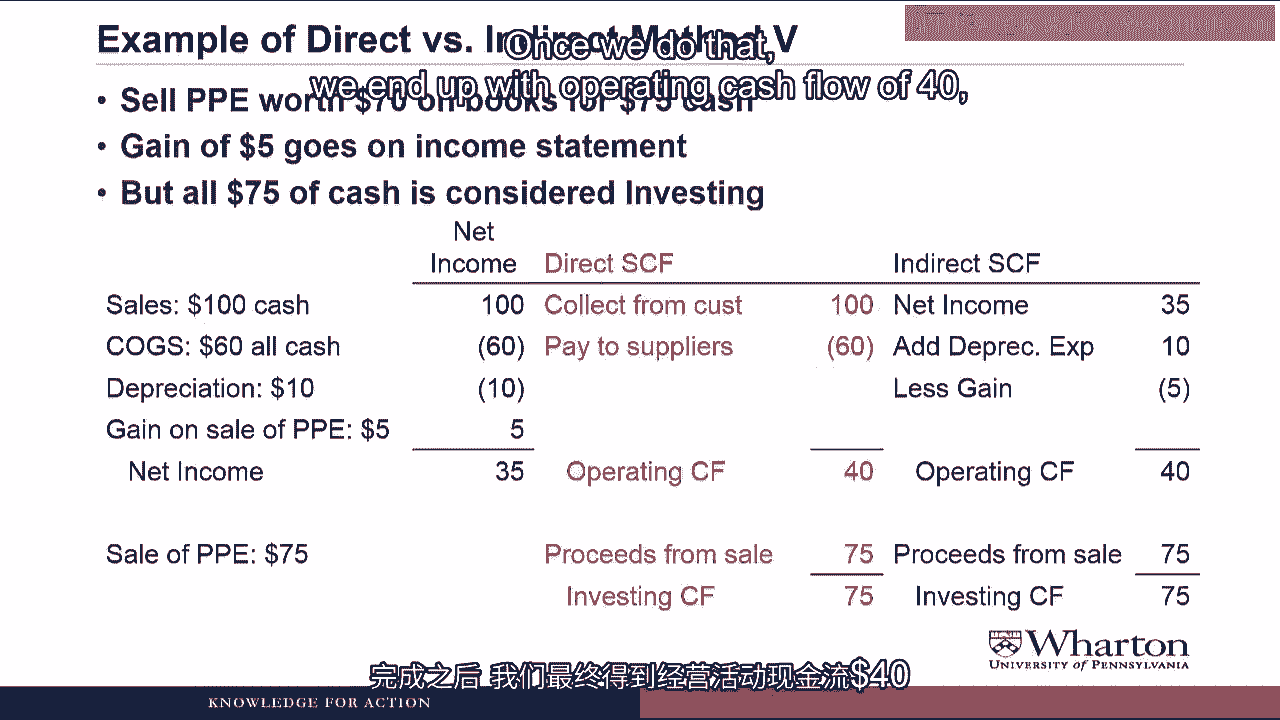 Example of Direct vs. Indirect Method V
Once we do that,
we end up with operating cash flow of 40,
• Sell PPE worth $70 on books for $75 cash
• Gain of $5 goes on income statement
• But all $75 of cash is considered Investing
Net
Income Direct SCF Indirect SCF
Sales: $100 cash 100 Collect from cust 100 Net Income 35
COGS: $60 all cash (60) Pay to suppliers (60) Add Deprec. Exp 10
Depreciation: $10 (10) Less Gain (5)
Gain on sale of PPE: $5 5
Net Income 35 Operating CF 40 Operating CF 40
Sale of PPE: $75 Proceeds from sale 75 Proceeds from sale 75
Investing CF 75 Investing CF 75
Wharton
UNIVERSITY of PENNSYLVANIA
完成之后 我们最终得到经营活动现金流$40
KNOWLEDGE FOR ACTION